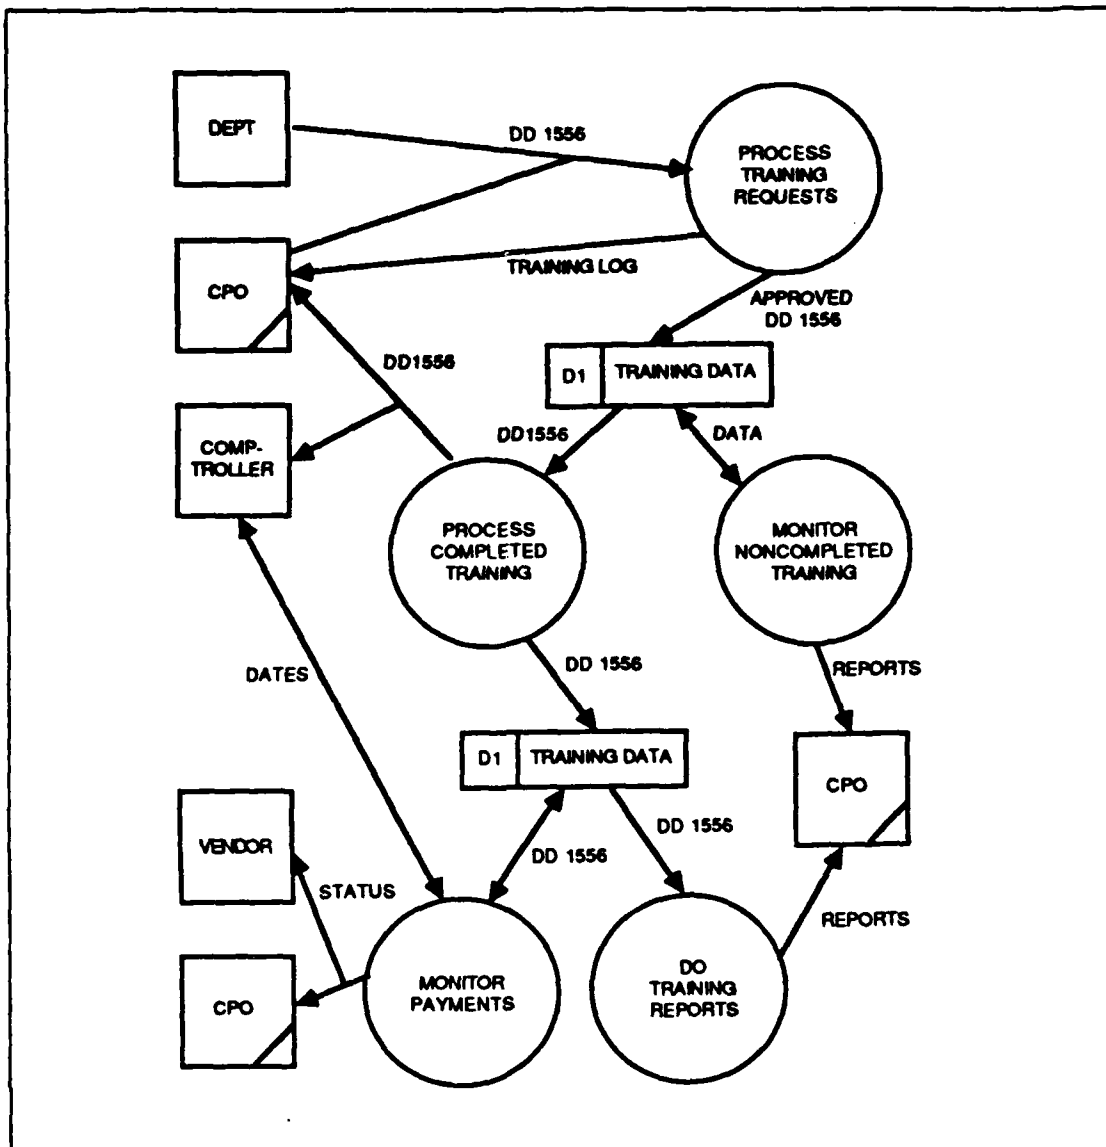 DEPT
DD 1556
PROCESS
TRAINING
REQUESTS
CPO
TRAINING LOG
APPROVED
DD 1556
DD1556
D1
TRAINING DATA
COMP-
TROLLER
DD1556
DATA
PROCESS
COMPLETED
TRAINING
MONITOR
NONCOMPLETED
TRAINING
DATES
DD 1556
REPORTS
D1
TRAINING DATA
CPO
VENDOR
DD 1556
DD 1556
STATUS
REPORTS
CPO
MONITOR
PAYMENTS
DO
TRAINING
REPORTS